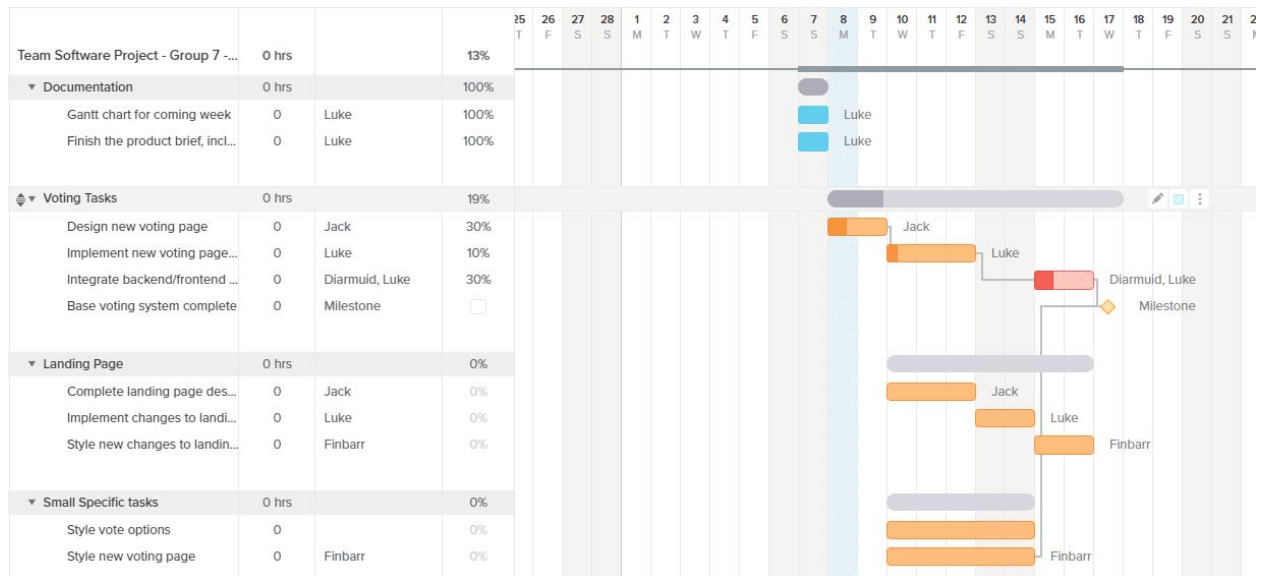 25 26 27 28 1 2 3 4 5 6 7 8 9 10 11 12 13 14 15 16 17 18 19 20 21 2
T F S S M T W T F S S M T W T F S S M T W T F S S
Team Software Project - Group 7 -... 0 hrs 13%
Documentation 0 hrs 100%
Gantt chart for coming week 0 Luke 100% Luke
Finish the product brief, incl... 0 Luke 100% Luke
Voting Tasks 0 hrs 19%
Design new voting page 0 Jack 30% Jack
Implement new voting page... 0 Luke 10% Luke
Integrate backend/frontend ... 0 Diarmuid, Luke 30% Diarmuid, Luke
Base voting system complete 0 Milestone Milestone
Landing Page 0 hrs 0%
Complete landing page des... 0 Jack 0% Jack
Implement changes to landi... 0 Luke 0% Luke
Style new changes to landin... 0 Finbarr 0% Finbarr
Small Specific tasks 0 hrs 0%
Style vote options 0 0%
Style new voting page 0 Finbarr 0% Finbarr